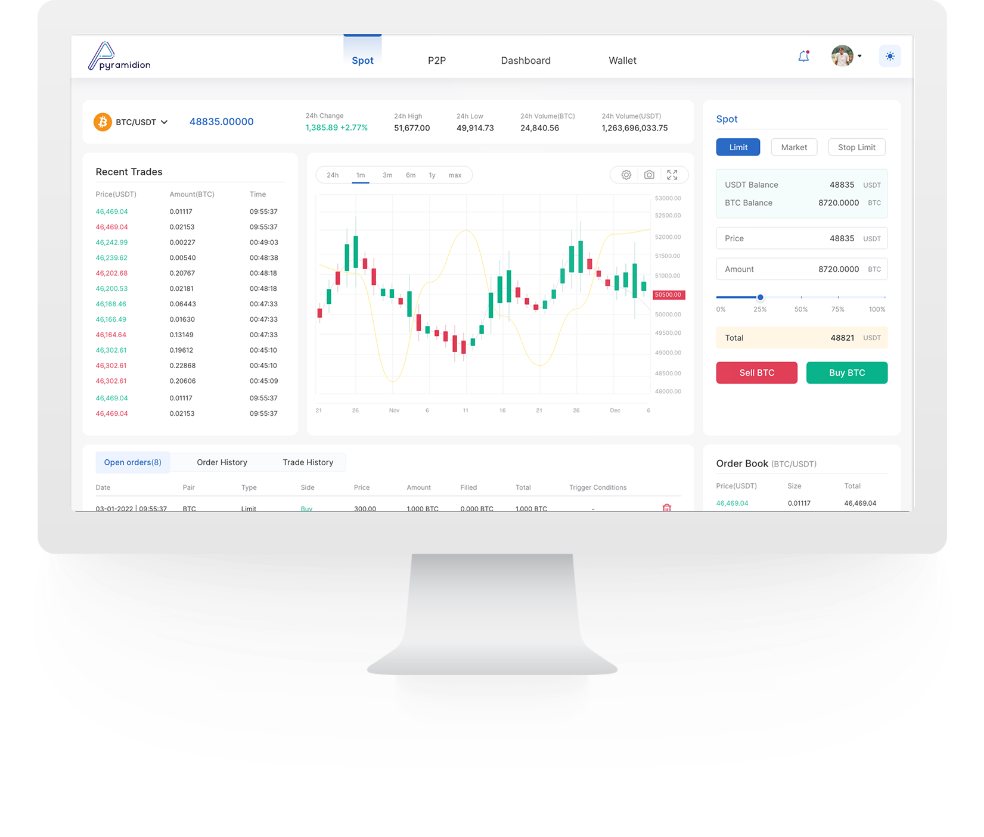 pyramidion
Spot P2P Dashboard Wallet
BTC/USDT 48835.00000
24h Change 24h High 24h Low 24h Volume(BTC) 24h Volume(USDT)
1,385.89 +2.77% 51,677.00 49,914.73 24,840.56 1,263,696,033.75
Recent Trades
Price(USDT) Amount(BTC) Time
46,469.04 0.01117 09:55:37
46,469.04 0.02153 09:55:37
46,242.99 0.00227 00:49:03
46,239.62 0.00540 00:48:38
46,202.68 0.20767 00:48:18
46,200.53 0.02181 00:48:18
46,168.46 0.06443 00:47:33
46,166.49 0.01630 00:47:33
46,164.64 0.13149 00:47:33
46,302.61 0.19612 00:45:10
46,302.61 0.22868 00:45:10
46,302.61 0.20606 00:45:09
46,469.04 0.01117 09:55:37
46,469.04 0.02153 09:55:37
24h 1m 3m 6m 1y max
53000.00
52500.00
52000.00
51500.00
51000.00
50500.00
50000.00
49500.00
49000.00
48500.00
48000.00
21 Nov 6 11 16 21 Dec 6
Spot
Limit Market Stop Limit
USDT Balance 48835 USDT
BTC Balance 8720.0000 BTC
Price 48835 USDT
Amount 8720.0000 BTC
0% 25% 50% 75% 100%
Total 48821 USDT
Sell BTC Buy BTC
Open orders(8) Order History Trade History
Date Pair Type Side Price Amount Filled Total Trigger Conditions
03-01-2022 | 09:55:37 BTC Limit Buy 300.00 1.000 BTC 0.000 BTC 1.000 BTC -
Order Book (BTC/USDT)
Price(USDT) Size Total
46,469.04 0.01117 46,469.04